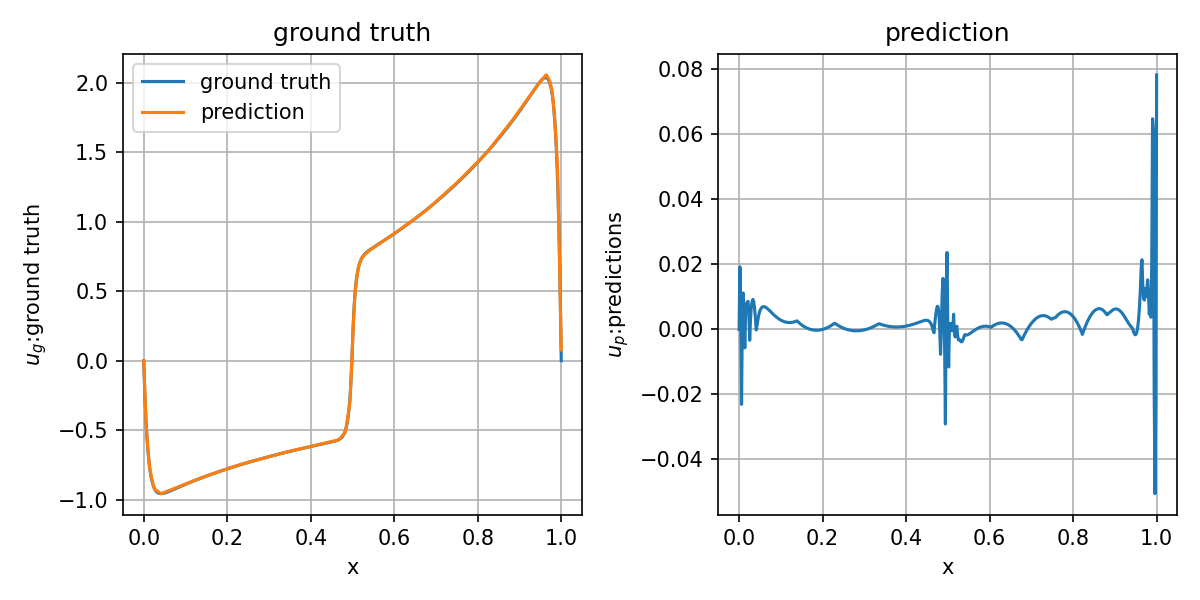 ground truth
ground truth
prediction
2.0
1.5
1.0
0.5
0.0
−0.5
−1.0
u_g:ground truth
0.0 0.2 0.4 0.6 0.8 1.0
x
prediction
0.08
0.06
0.04
0.02
0.00
−0.02
−0.04
u_p:predictions
0.0 0.2 0.4 0.6 0.8 1.0
x